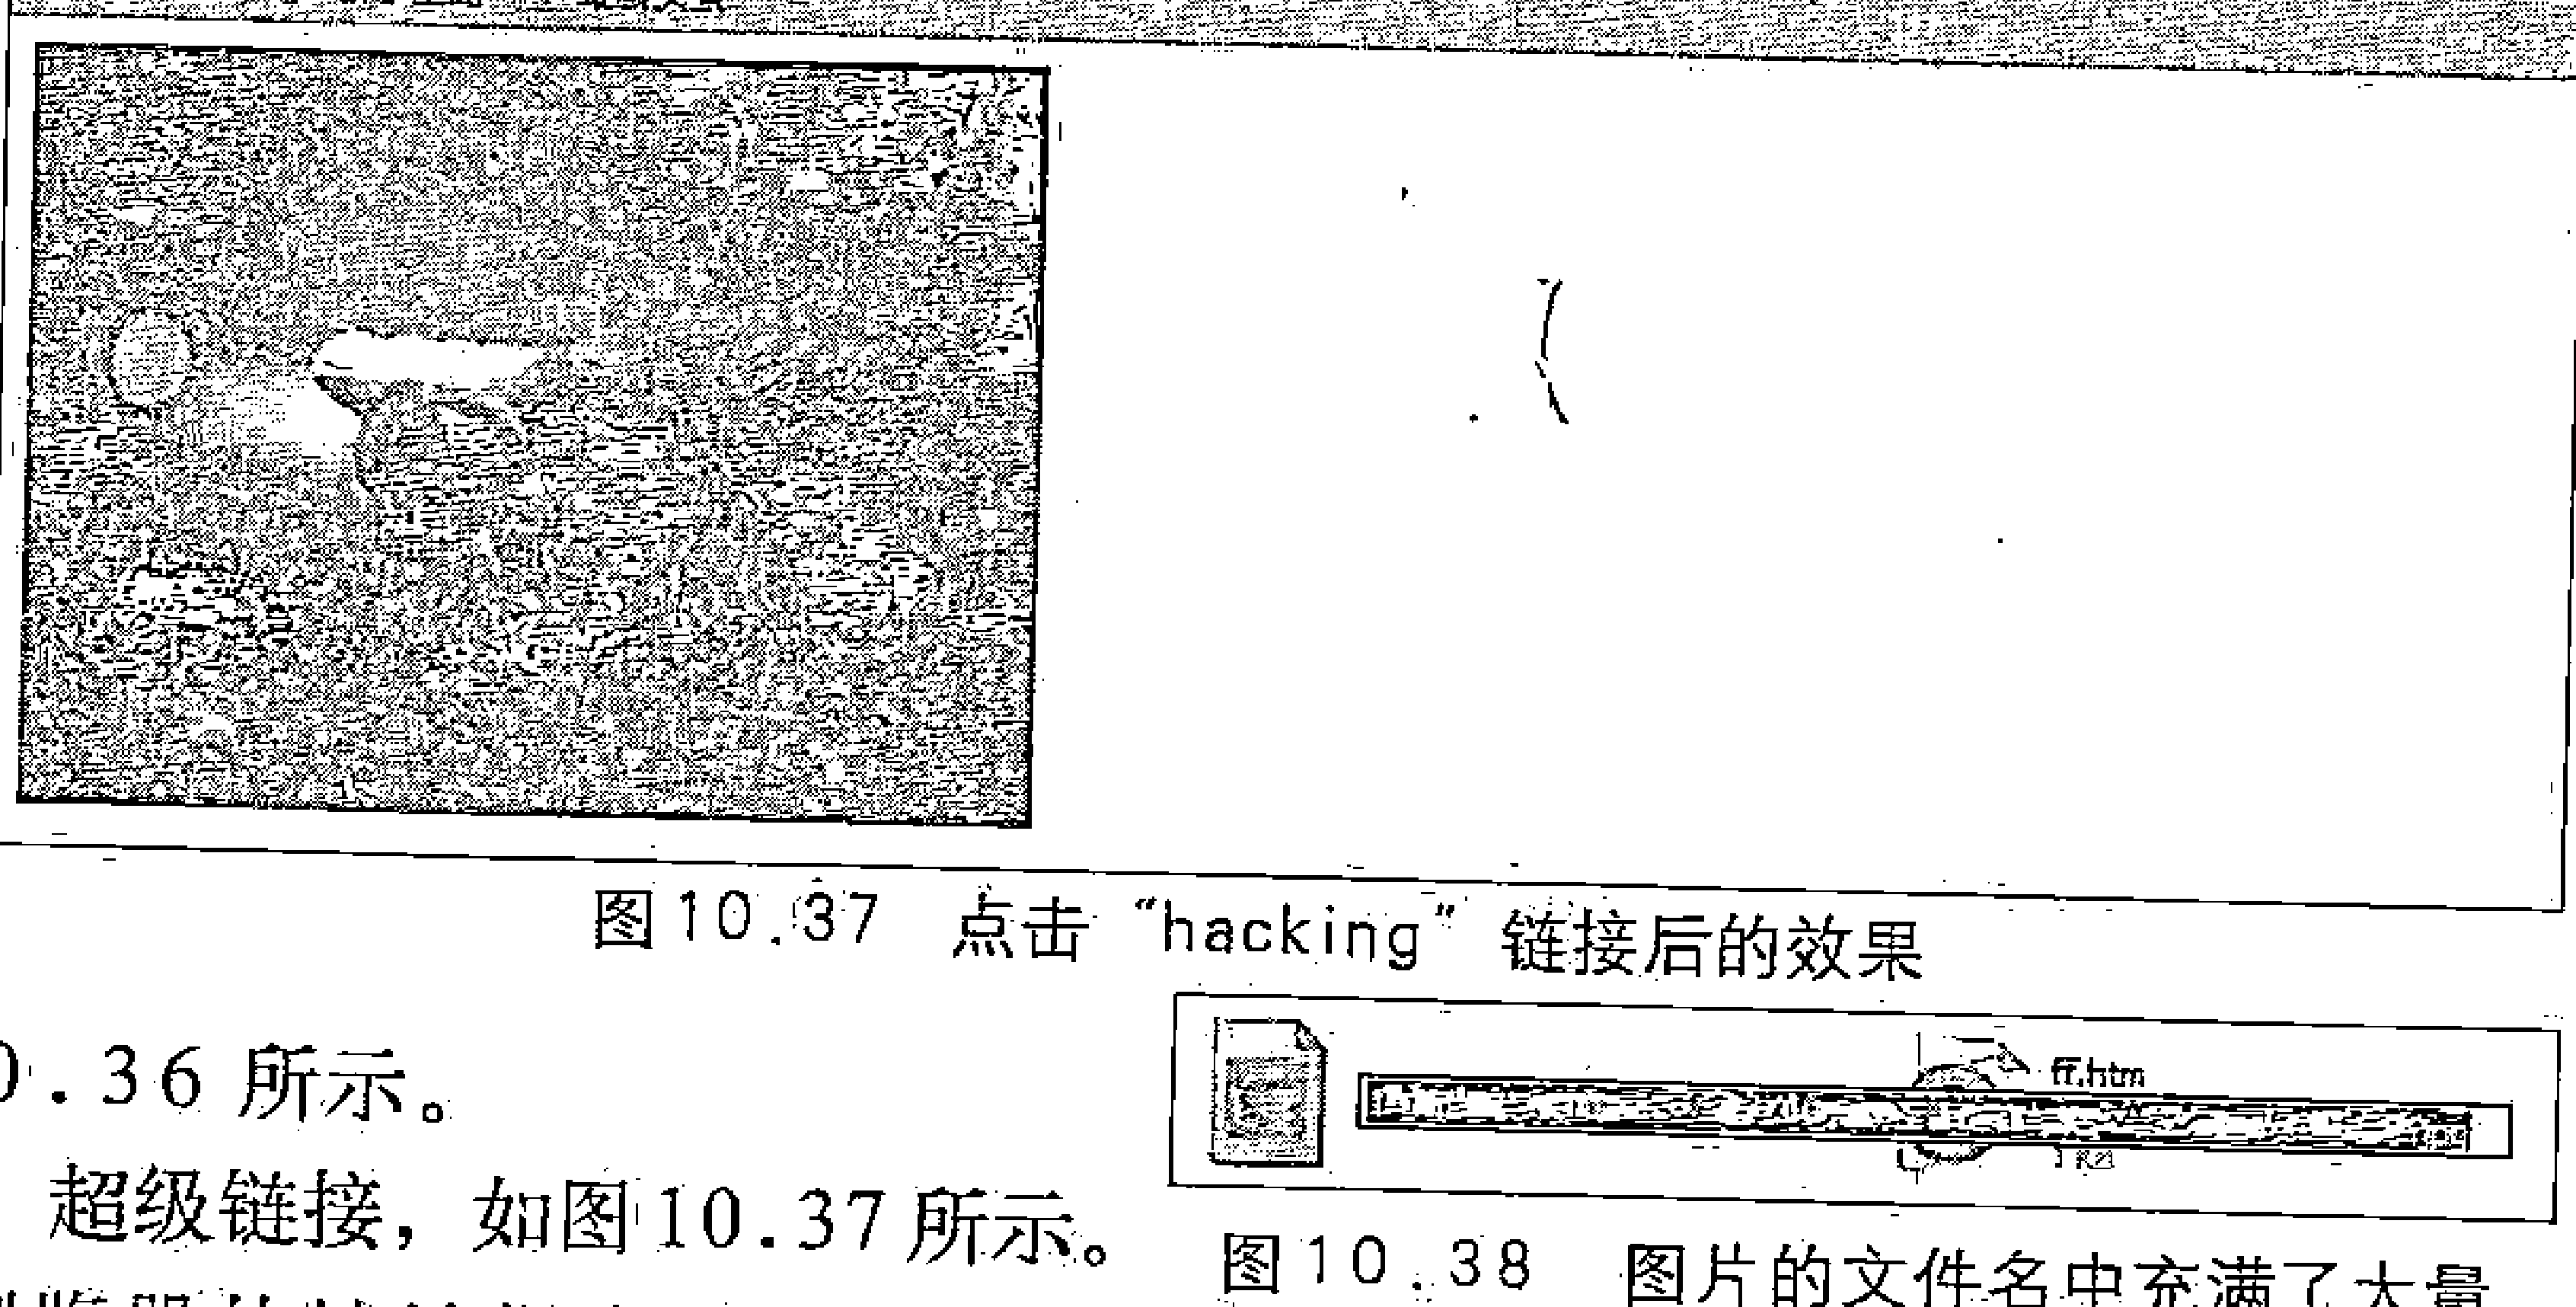 图10.37 点击“hacking”链接后的效果
0.36 所示。
超级链接，如图10.37所示。
ff.htm
图10.38 图片的文件名中充满了大量